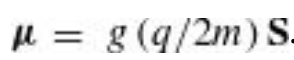 μ = g (q/2m) S.